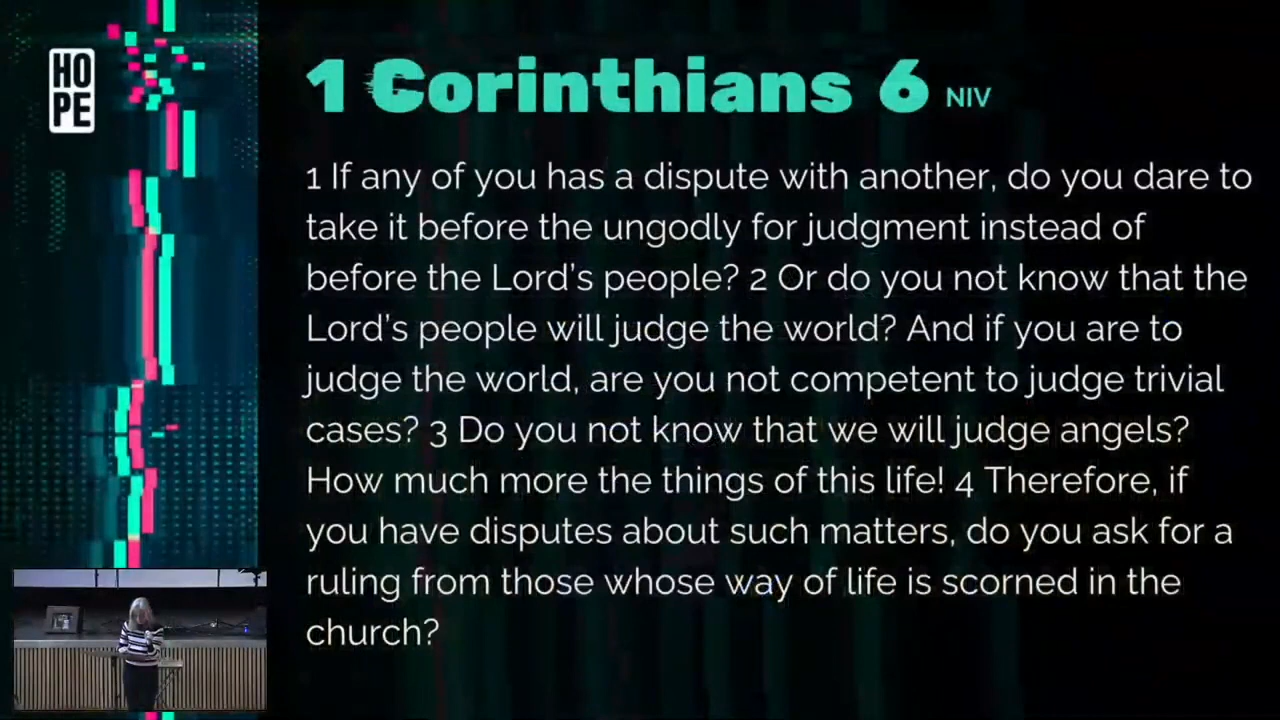 HO
PE
1 Corinthians 6 NIV
1 If any of you has a dispute with another, do you dare to
take it before the ungodly for judgment instead of
before the Lord's people? 2 Or do you not know that the
Lord's people will judge the world? And if you are to
judge the world, are you not competent to judge trivial
cases? 3 Do you not know that we will judge angels?
How much more the things of this life! 4 Therefore, if
you have disputes about such matters, do you ask for a
ruling from those whose way of life is scorned in the
church?